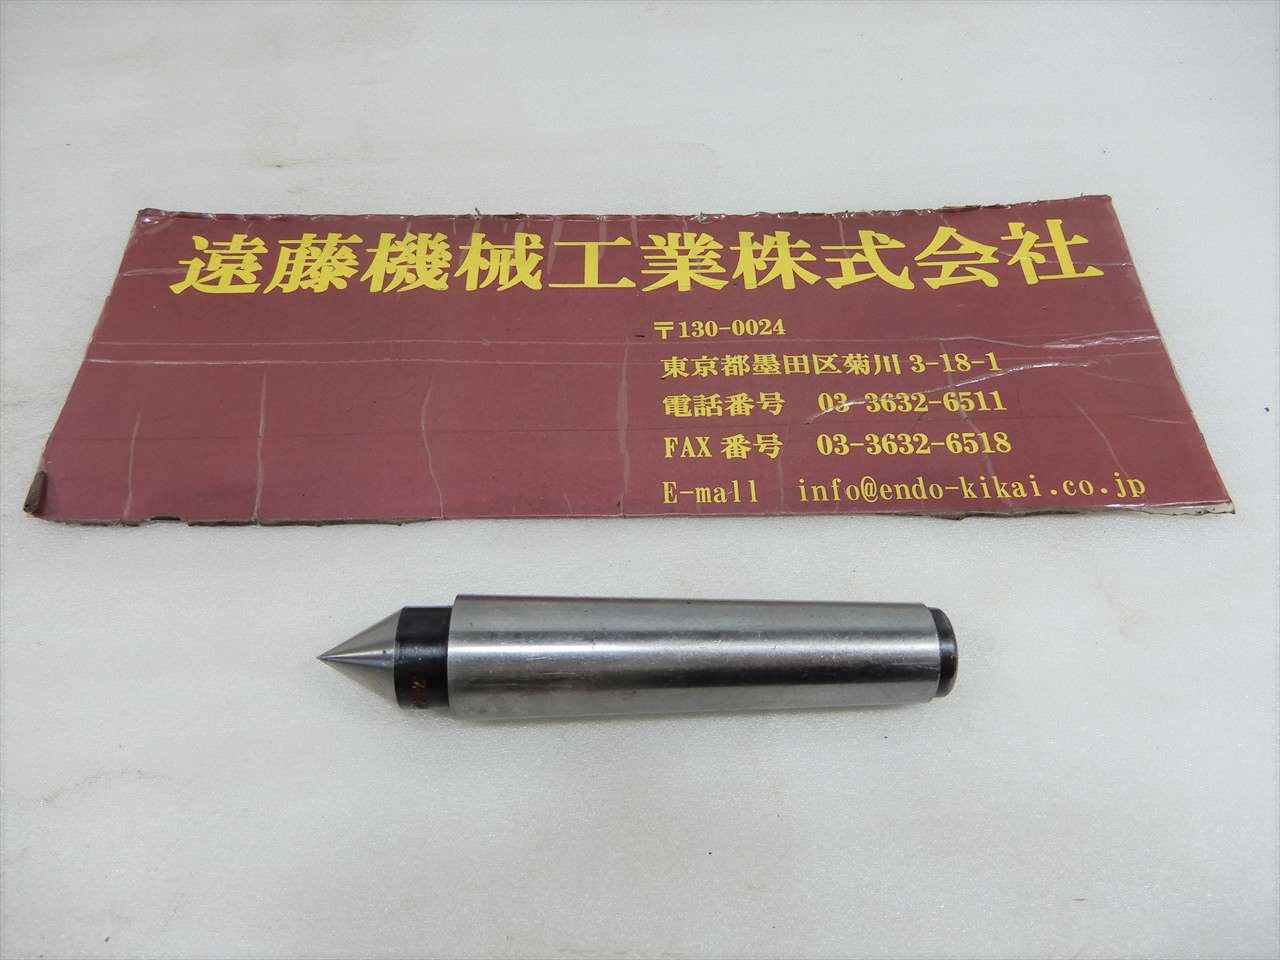 遠藤機械工業株式会社
〒130-0024
東京都墨田区菊川 3-18-1
電話番号 03-3632-6511
FAX 番号 03-3632-6518
E-mall info@endo-kikai.co.jp